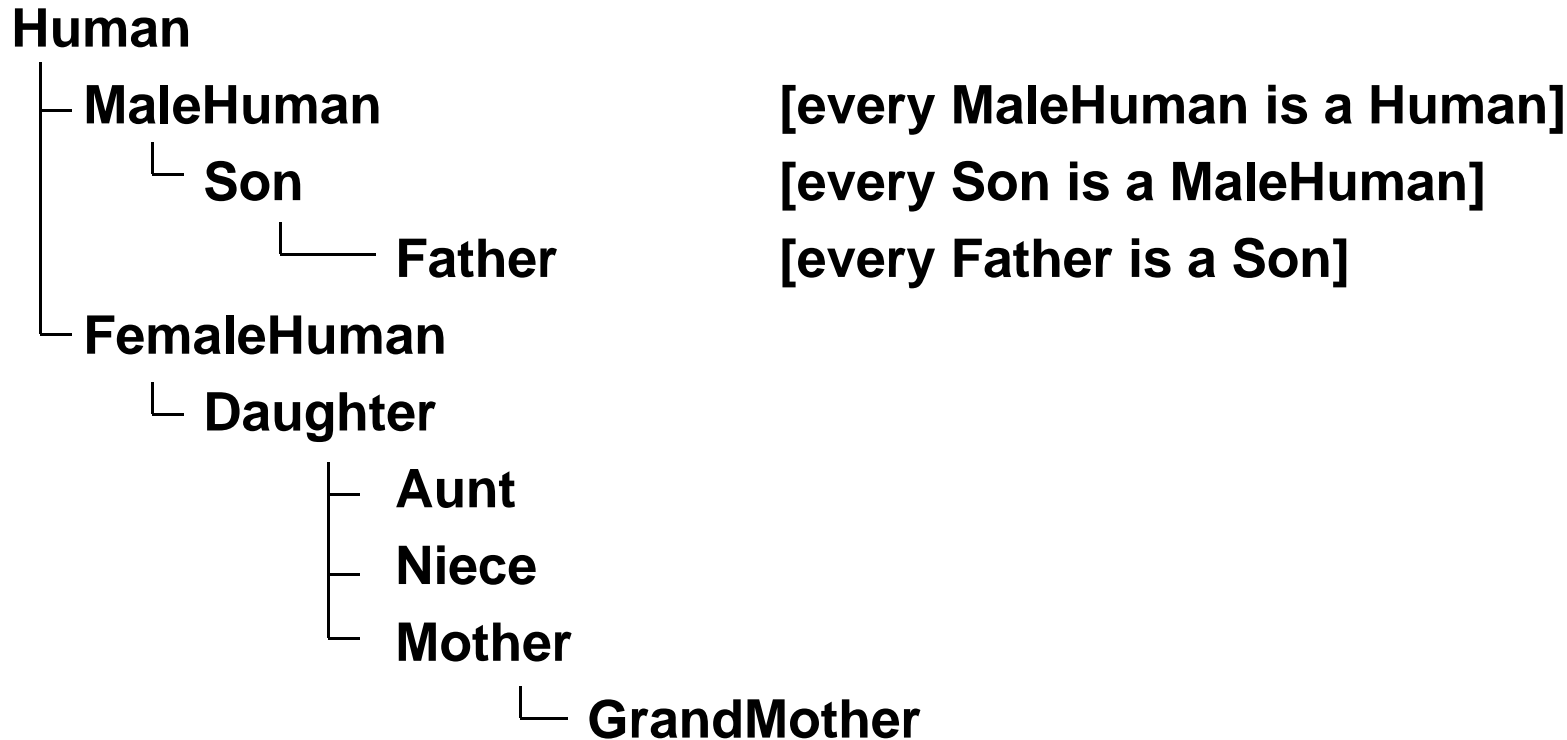 Human
MaleHuman [every MaleHuman is a Human]
Son [every Son is a MaleHuman]
Father [every Father is a Son]
FemaleHuman
Daughter
Aunt
Niece
Mother
GrandMother